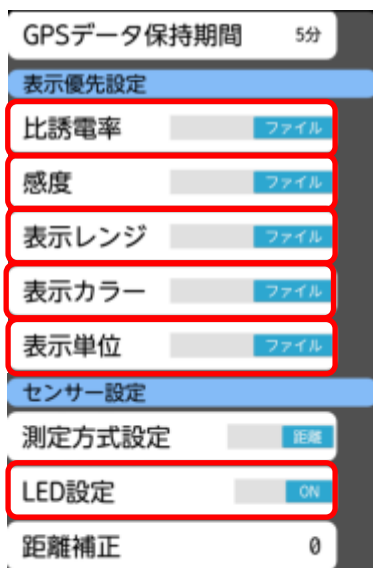 GPSデータ保持期間 5分
表示優先設定
比誘電率 ファイル
感度 ファイル
表示レンジ ファイル
表示カラー ファイル
表示単位 ファイル
センサー設定
測定方式設定 距離
LED設定 ON
距離補正 0